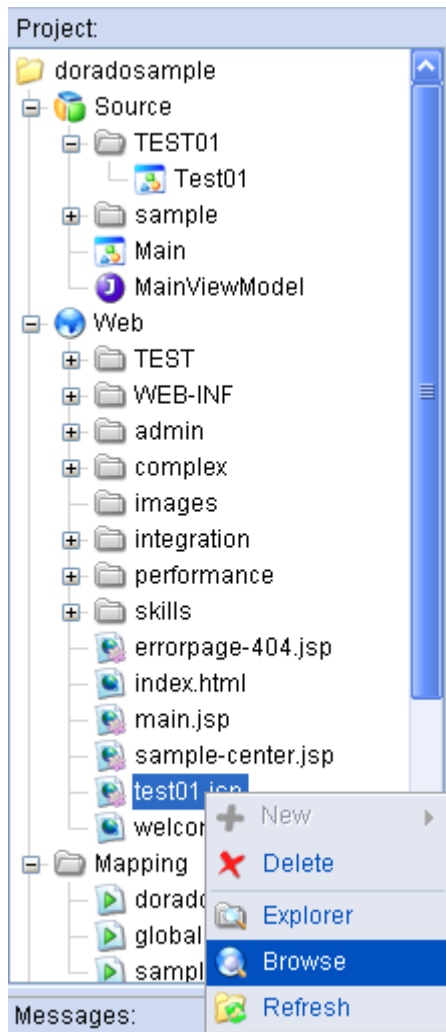 Project:
doradosample
Source
TEST01
Test01
sample
Main
MainViewModel
Web
TEST
WEB-INF
admin
complex
images
integration
performance
skills
errorpage-404.jsp
index.html
main.jsp
sample-center.jsp
test01.jsp
New
Delete
Mapping
Explorer
global
Browse
Refresh
Messages: